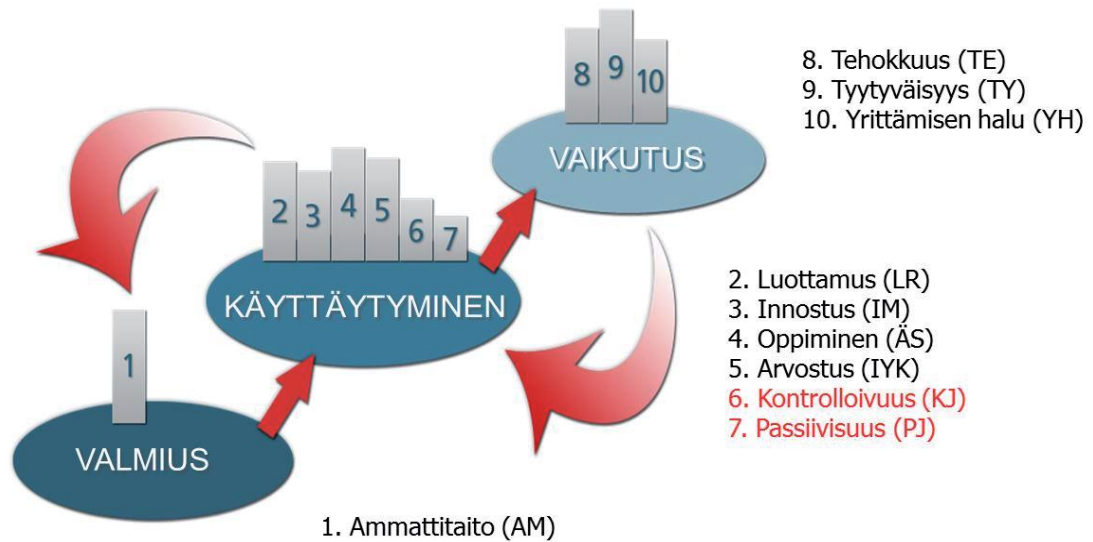 8 9 10
VAIKUTUS
8. Tehokkuus (TE)
9. Tyytyväisyys (TY)
10. Yrittämisen halu (YH)
2 3 4 5 6 7
KÄYTTÄYTYMINEN
2. Luottamus (LR)
3. Innostus (IM)
4. Oppiminen (ÄS)
5. Arvostus (IYK)
6. Kontrolloivuus (KJ)
7. Passiivisuus (PJ)
1
VALMIUS
1. Ammattitaito (AM)